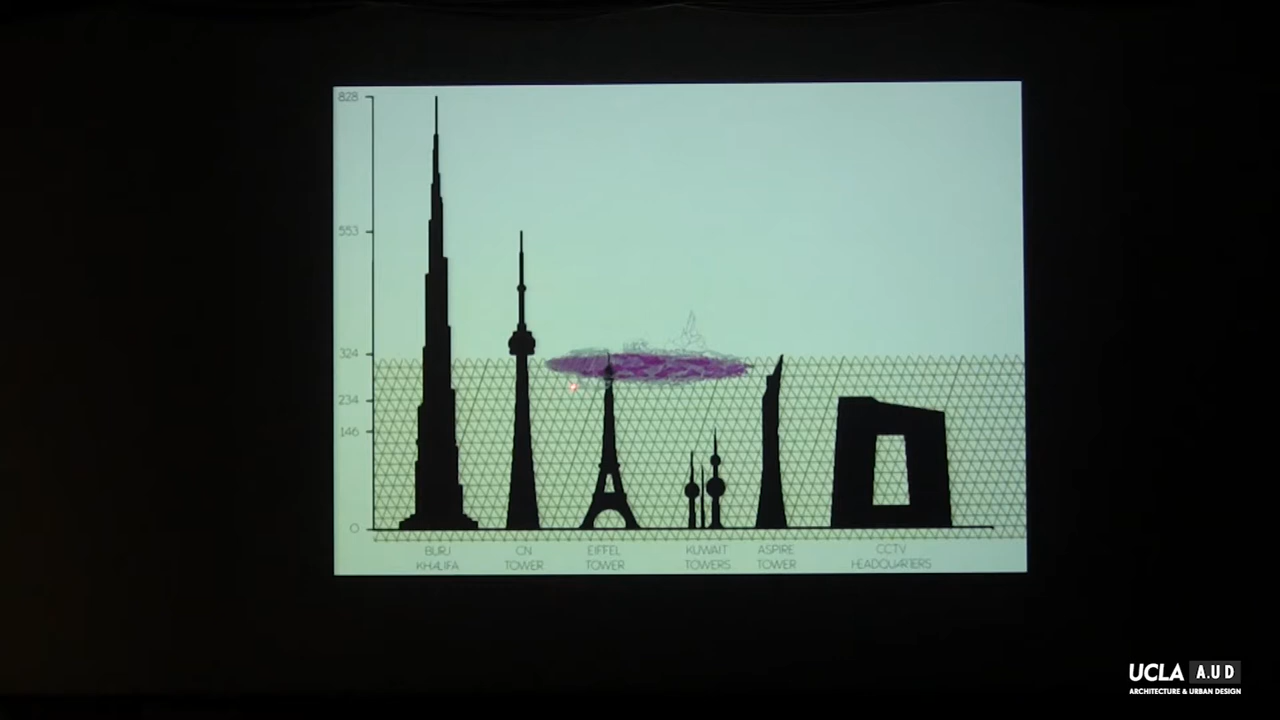 828
553
324
234
146
0
BURJ
KHALIFA
CN
TOWER
EIFFEL
TOWER
KUWAIT
TOWERS
ASPIRE
TOWER
CCTV
HEADQUARTERS
UCLA A.UD
ARCHITECTURE & URBAN DESIGN